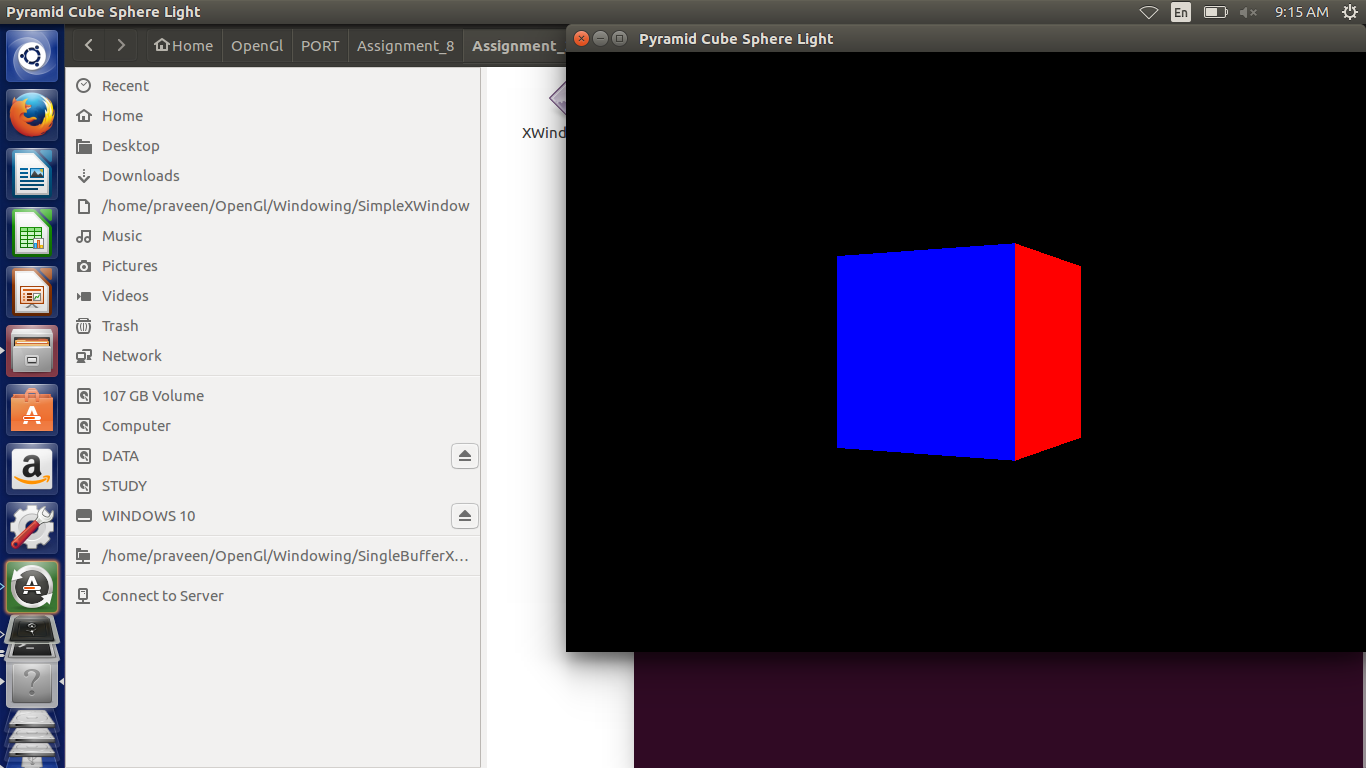 Pyramid Cube Sphere Light
En
9:15 AM
Home OpenGl PORT Assignment_8 Assignment_
Pyramid Cube Sphere Light
Recent
Home
Desktop
Downloads
/home/praveen/OpenGl/Windowing/SimpleXWindow
Music
Pictures
Videos
Trash
Network
107 GB Volume
Computer
DATA
STUDY
WINDOWS 10
/home/praveen/OpenGl/Windowing/SingleBufferX...
Connect to Server
XWind